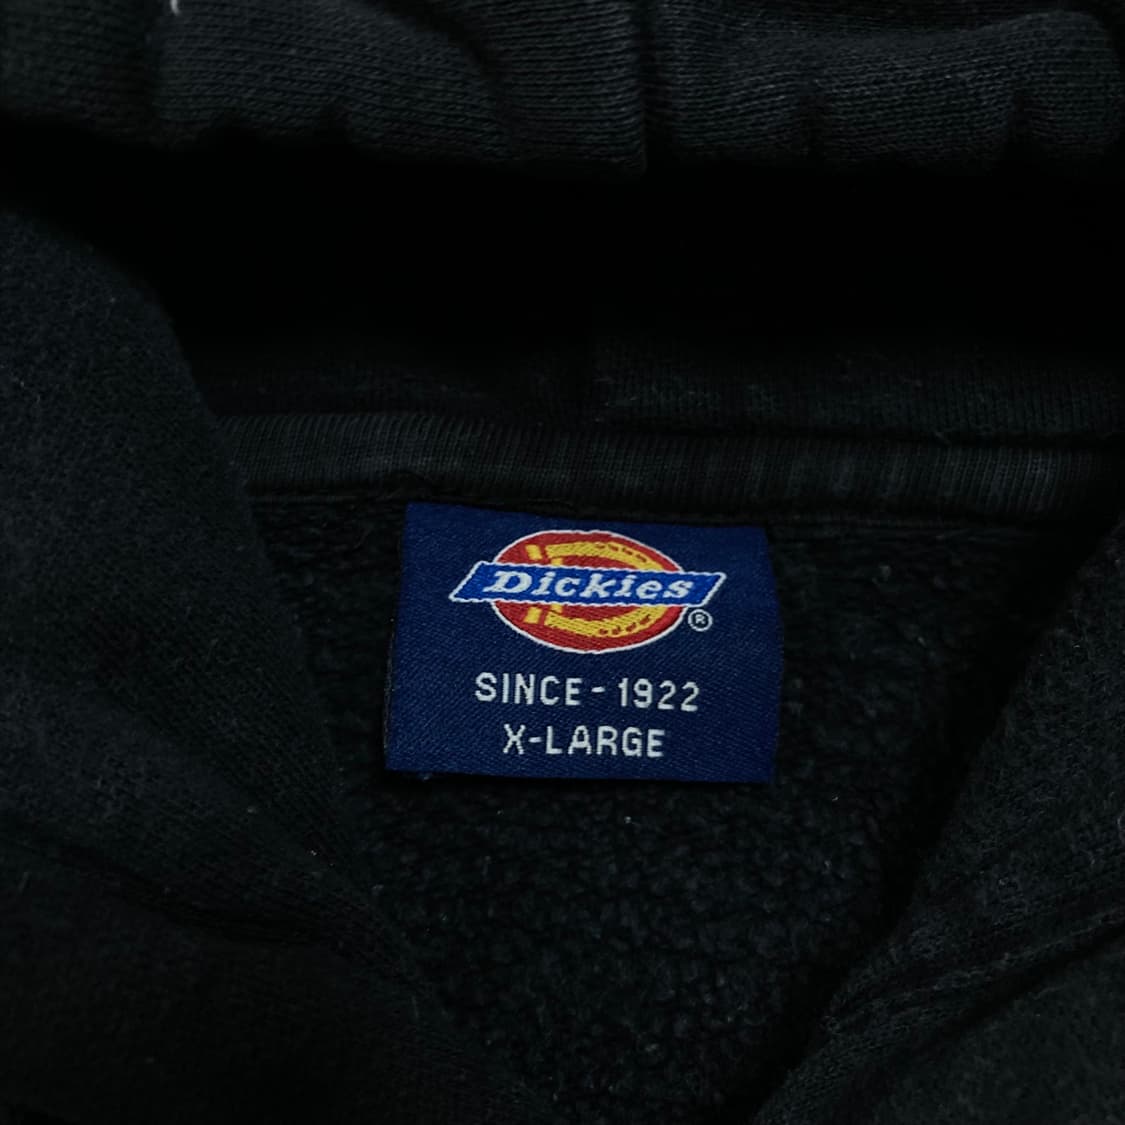 Dickies
®
SINCE - 1922
X-LARGE